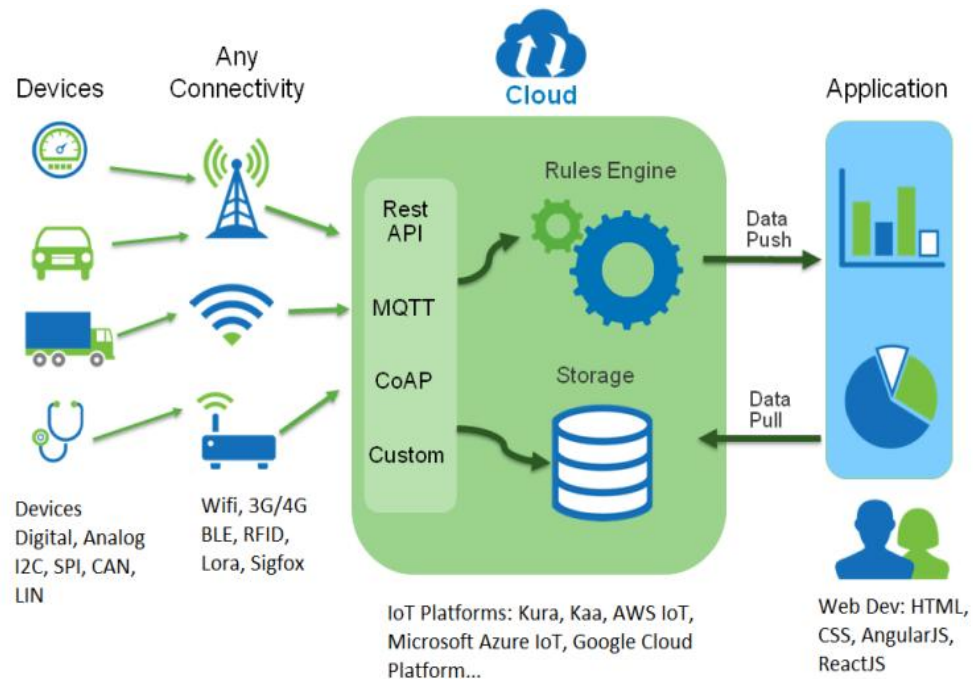 Devices
Any
Connectivity
Cloud
Application
Rest
API
MQTT
CoAP
Custom
Rules Engine
Storage
Data
Push
Data
Pull
Devices
Digital, Analog
I2C, SPI, CAN,
LIN
Wifi, 3G/4G
BLE, RFID,
Lora, Sigfox
IoT Platforms: Kura, Kaa, AWS IoT,
Microsoft Azure IoT, Google Cloud
Platform...
Web Dev: HTML,
CSS, AngularJS,
ReactJS